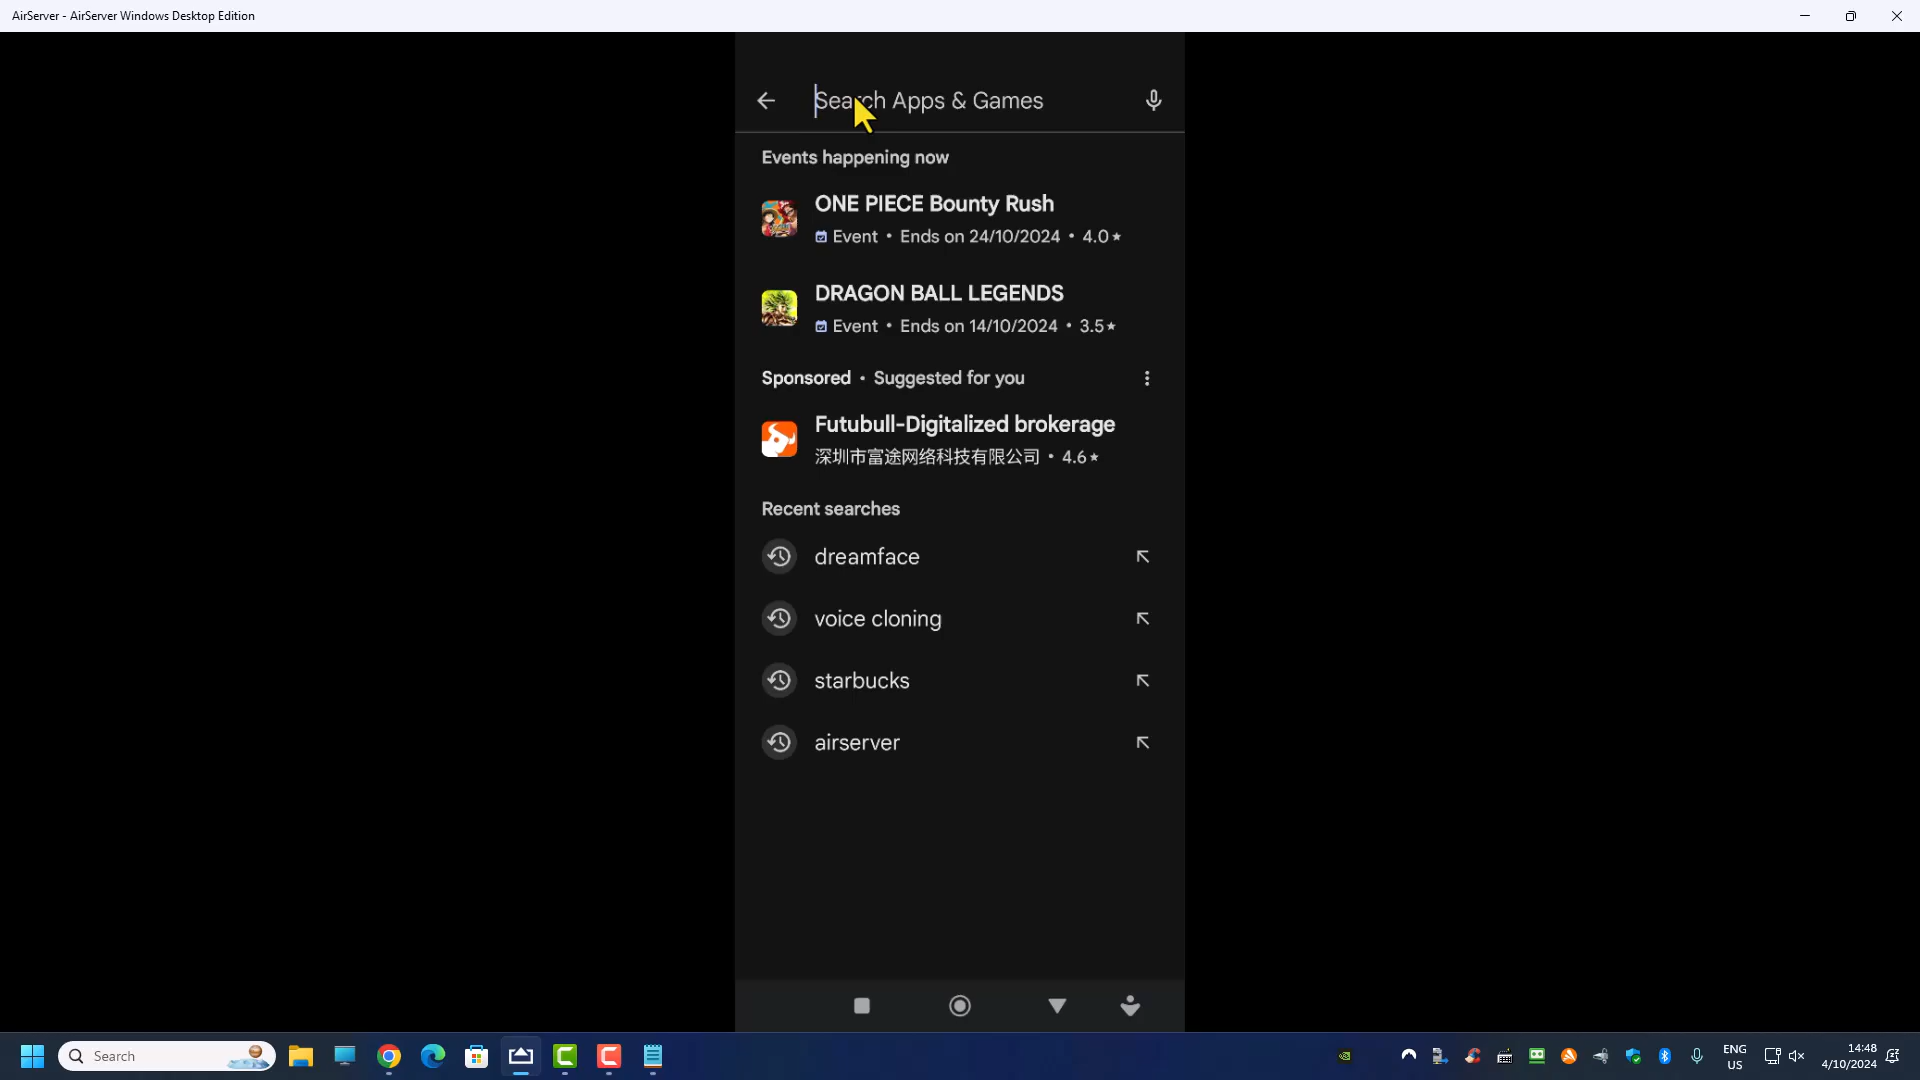 AirServer - AirServer Windows Desktop Edition
Search Apps & Games
Events happening now
ONE PIECE Bounty Rush
Event • Ends on 24/10/2024 • 4.0★
DRAGON BALL LEGENDS
Event • Ends on 14/10/2024 • 3.5★
Sponsored • Suggested for you
Futubull-Digitalized brokerage
深圳市富途网络科技有限公司 • 4.6★
Recent searches
dreamface
voice cloning
starbucks
airserver
Search
ENG
US
14:48
4/10/2024